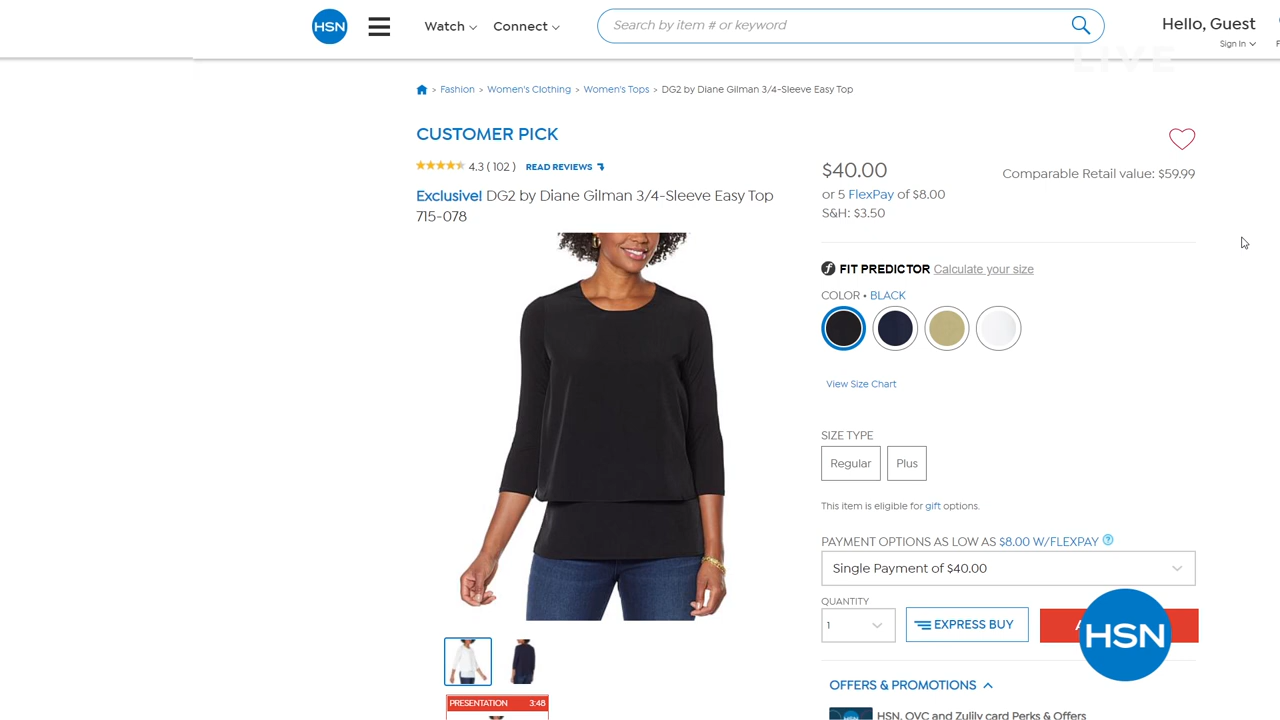 HSN
Watch
Connect
Search by item # or keyword
Hello, Guest
Sign In
LIVE
> Fashion > Women's Clothing > Women's Tops > DG2 by Diane Gilman 3/4-Sleeve Easy Top
CUSTOMER PICK
4.3 ( 102 ) READ REVIEWS
Exclusive! DG2 by Diane Gilman 3/4-Sleeve Easy Top
715-078
$40.00
Comparable Retail value: $59.99
or 5 FlexPay of $8.00
S&H: $3.50
FIT PREDICTOR Calculate your size
COLOR • BLACK
View Size Chart
SIZE TYPE
Regular
Plus
This item is eligible for gift options.
PAYMENT OPTIONS AS LOW AS $8.00 W/FLEXPAY ?
Single Payment of $40.00
QUANTITY
1
EXPRESS BUY
HSN
OFFERS & PROMOTIONS
HSN, QVC and Zulily card Perks & Offers
PRESENTATION 3:48